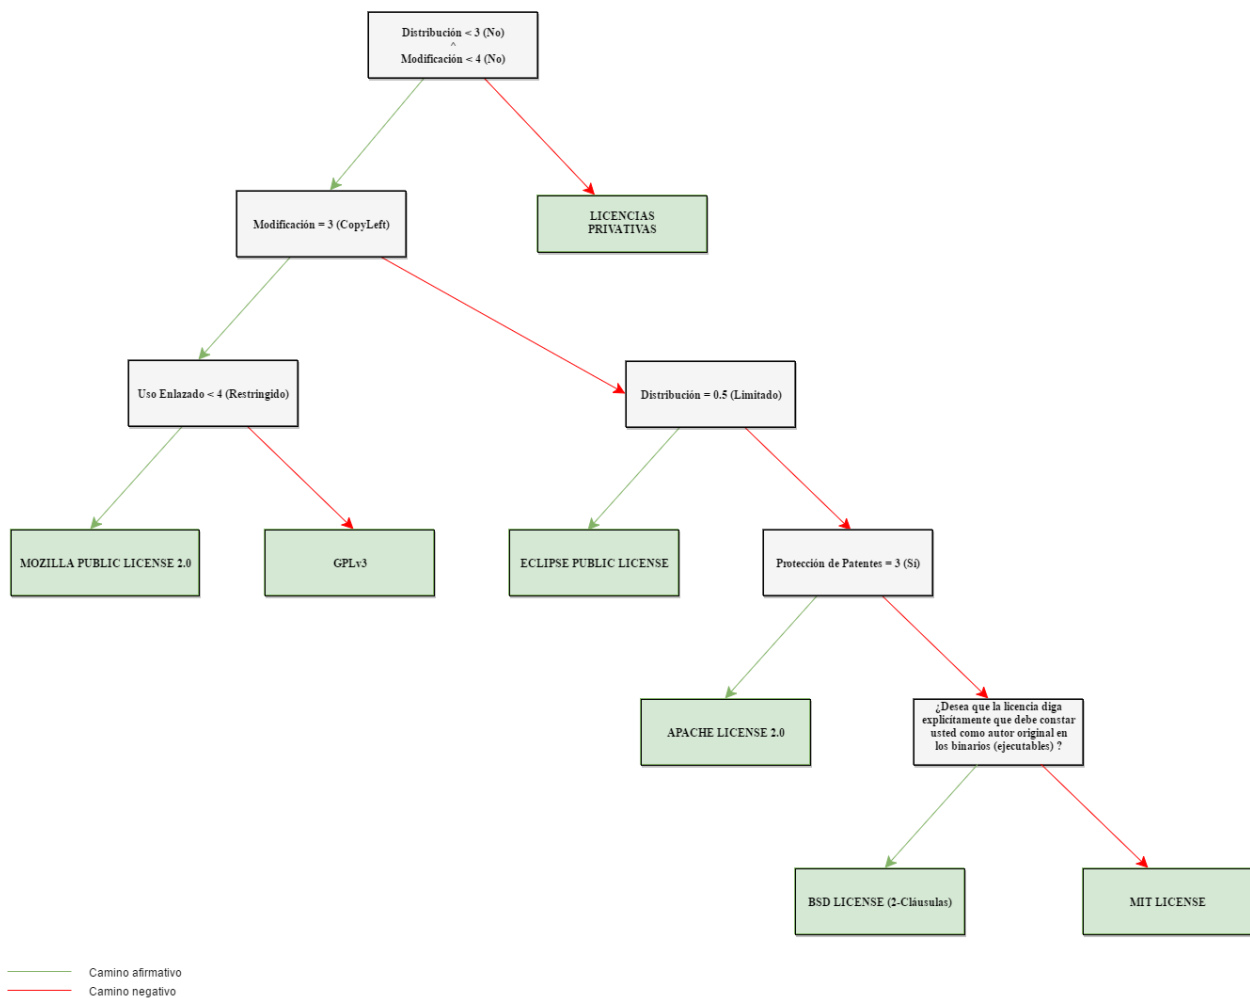 Distribución < 3 (No)
^
Modificación < 4 (No)
Modificación = 3 (CopyLeft)
LICENCIAS
PRIVATIVAS
Uso Enlazado < 4 (Restringido)
Distribución = 0.5 (Limitado)
MOZILLA PUBLIC LICENSE 2.0
GPLv3
ECLIPSE PUBLIC LICENSE
Protección de Patentes = 3 (Sí)
APACHE LICENSE 2.0
¿Desea que la licencia diga
explicítamente que debe constar
usted como autor original en
los binarios (ejecutables) ?
BSD LICENSE (2-Cláusulas)
MIT LICENSE
Camino afirmativo
Camino negativo